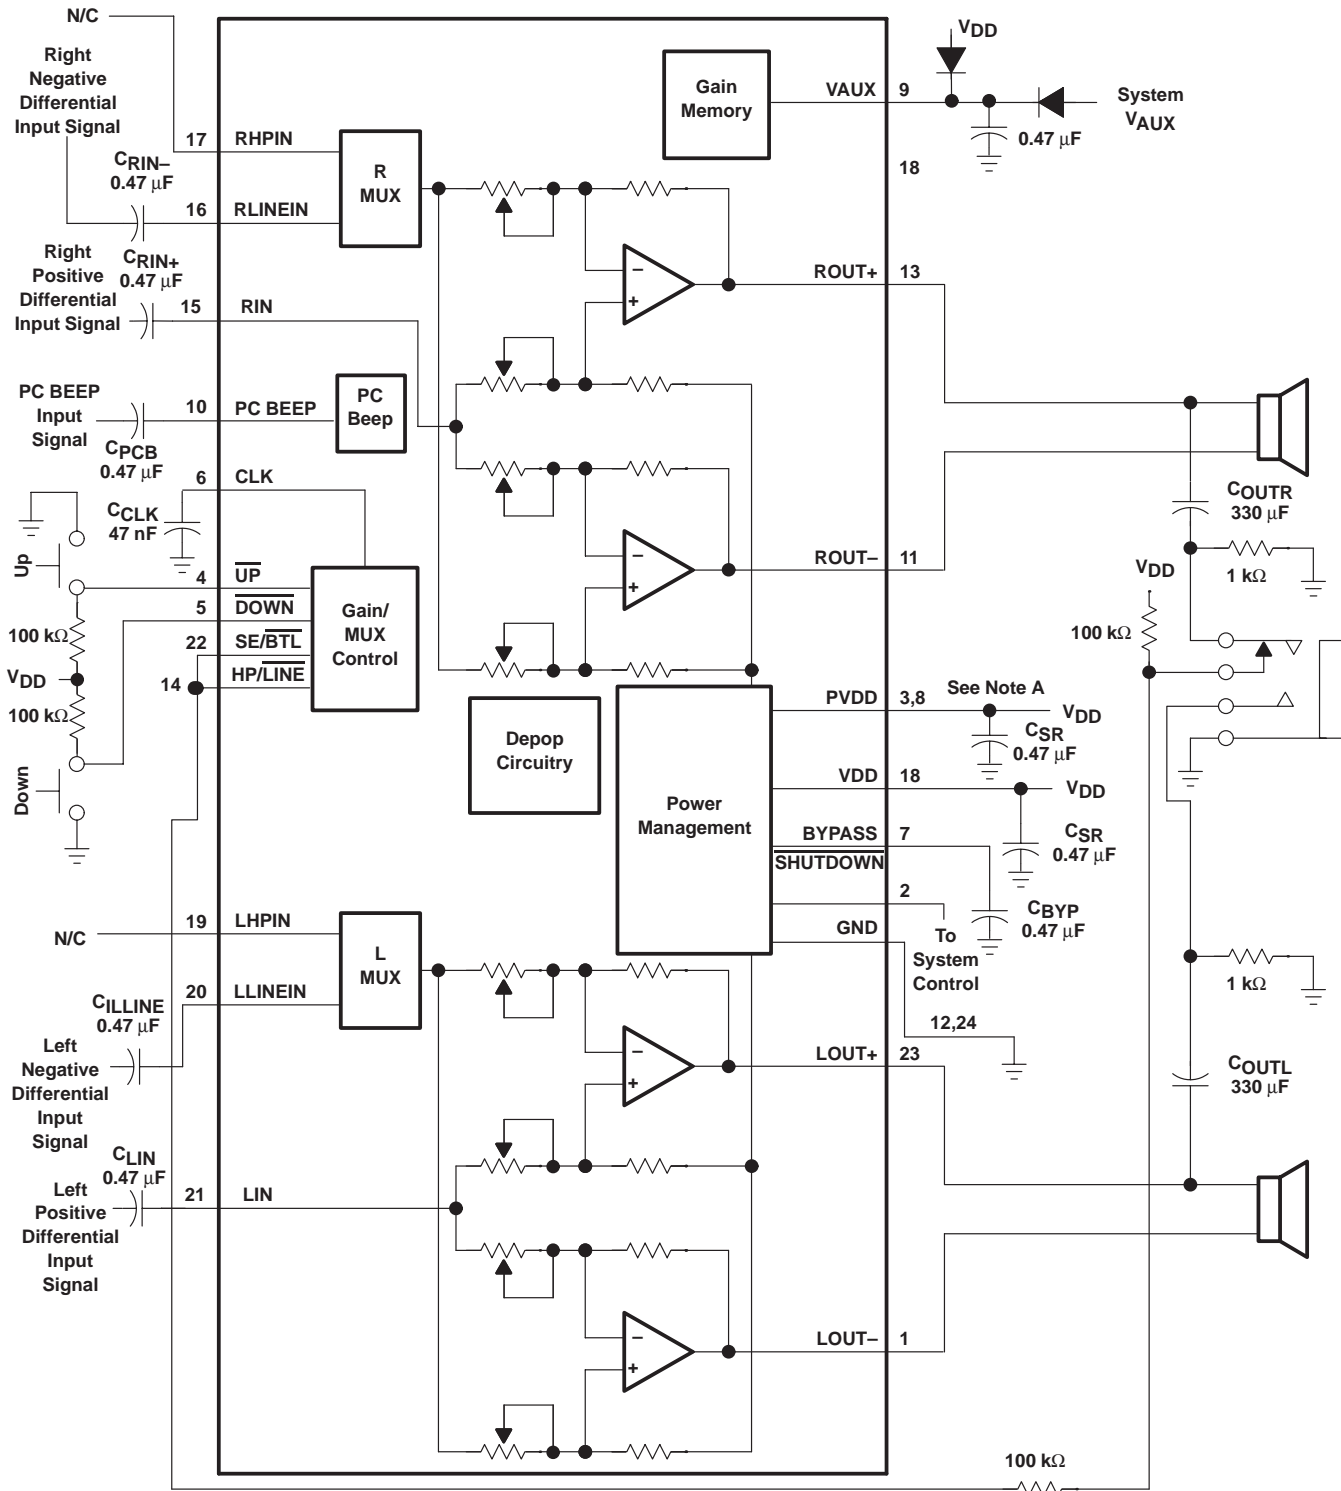 N/C
Right
Negative
Differential
Input Signal
CRIN–
0.47 µF
17
RHPIN
16
RLINEIN
R
MUX
Right
Positive
Differential
Input Signal
CRIN+
0.47 µF
15
RIN
PC BEEP
Input
Signal
CPCB
0.47 µF
10
PC BEEP
PC
Beep
6
CLK
CCLK
47 nF
Up
4
UP
5
DOWN
22
SE/BTL
14
HP/LINE
Gain/
MUX
Control
100 kΩ
VDD
100 kΩ
Down
Gain
Memory
VAUX
9
VDD
0.47 µF
System
VAUX
18
–
+
ROUT+
13
–
+
ROUT–
11
COUTR
330 µF
1 kΩ
VDD
100 kΩ
Depop
Circuitry
Power
Management
PVDD
3,8
See Note A
VDD
CSR
0.47 µF
VDD
18
VDD
CSR
0.47 µF
BYPASS
7
SHUTDOWN
2
CBYP
0.47 µF
GND
To
System
Control
12,24
N/C
19
LHPIN
20
LLINEIN
L
MUX
CILLINE
0.47 µF
Left
Negative
Differential
Input
Signal
CLIN
0.47 µF
21
LIN
Left
Positive
Differential
Input
Signal
–
+
LOUT+
23
1 kΩ
COUTL
330 µF
–
+
LOUT–
1
100 kΩ